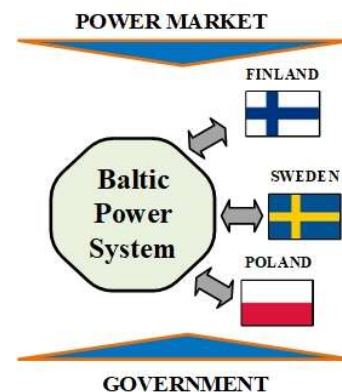 POWER MARKET
FINLAND
Baltic
Power
System
SWEDEN
POLAND
GOVERNMENT